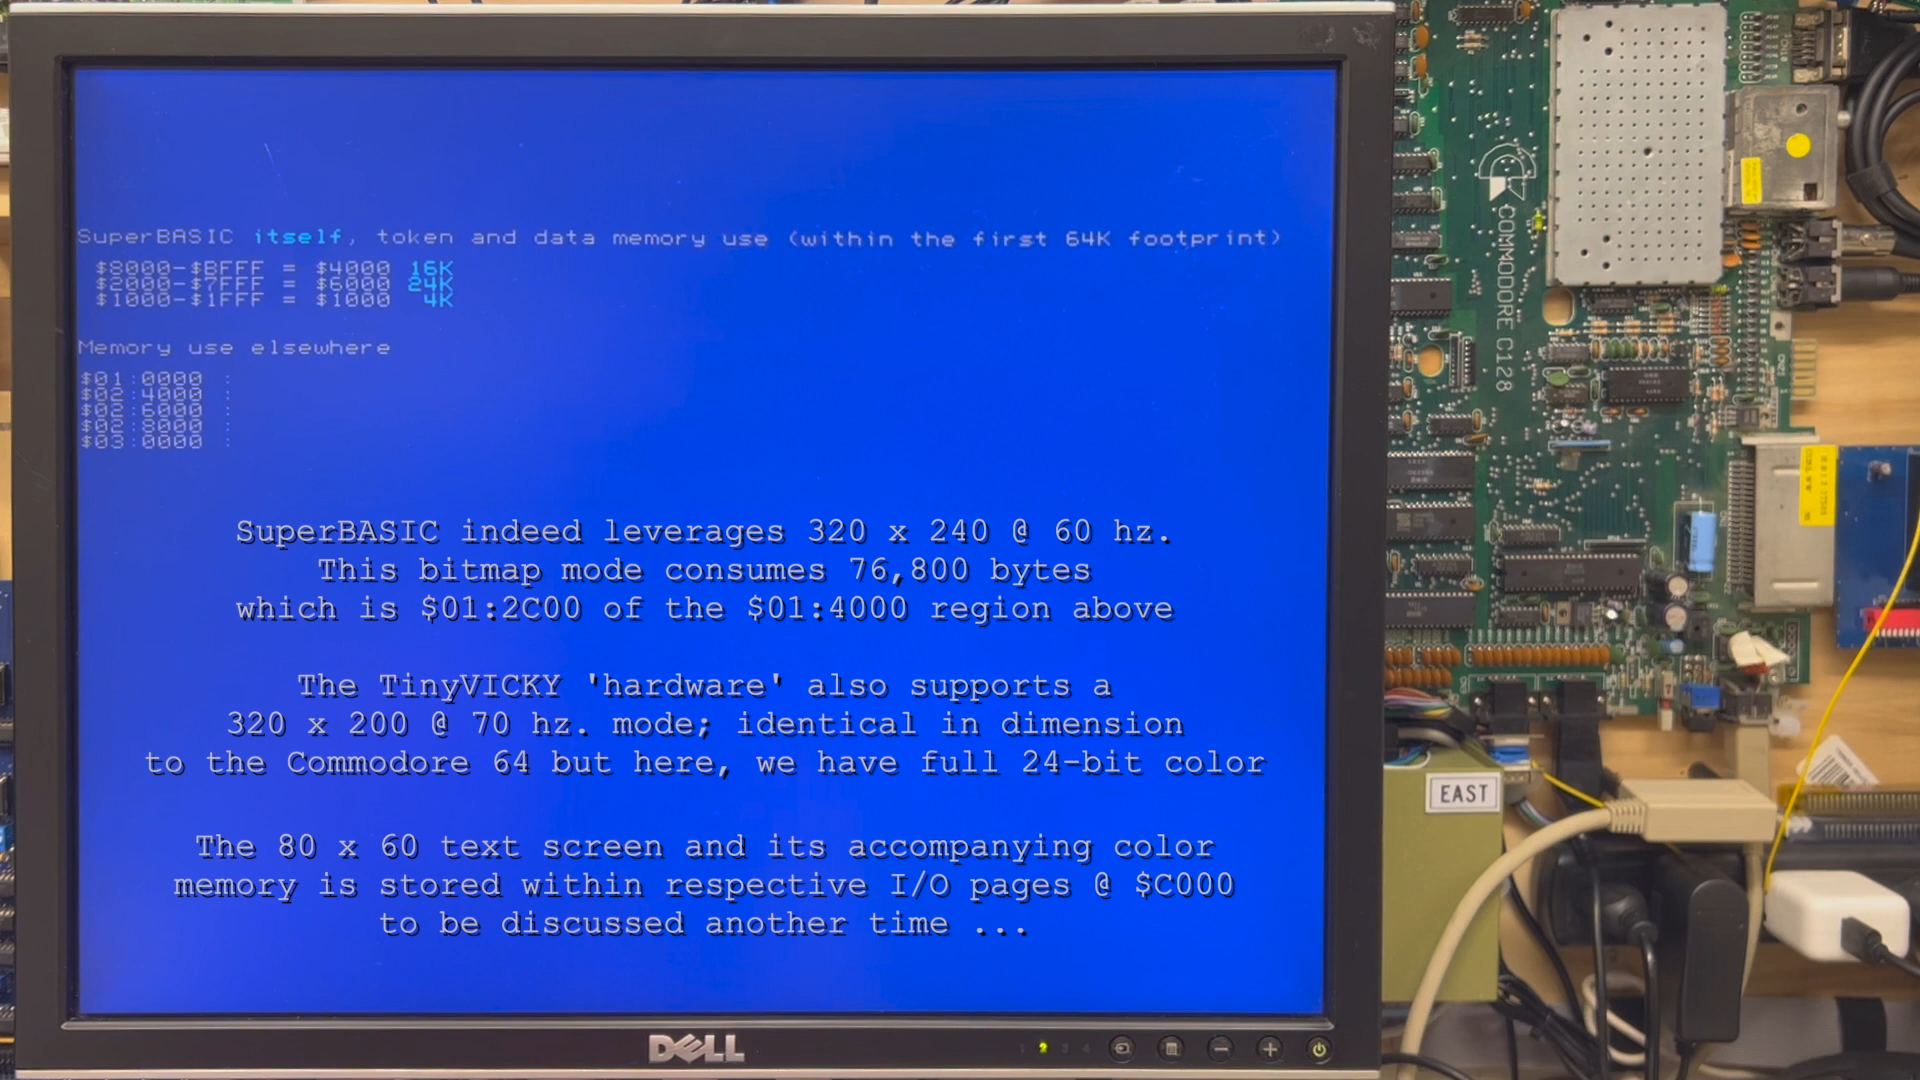 SuperBASIC itself, token and data memory use (within the first 64K footprint)
$8000-$BFFF = $4000 16K
$2000-$7FFF = $6000 24K
$1000-$1FFF = $1000 4K
Memory use elsewhere
$01:0000 :
$02:4000 :
$02:6000 :
$02:8000 :
$03:0000 :
SuperBASIC indeed leverages 320 x 240 @ 60 hz.
This bitmap mode consumes 76,800 bytes
which is $01:2C00 of the $01:4000 region above
The TinyVICKY 'hardware' also supports a
320 x 200 @ 70 hz. mode; identical in dimension
to the Commodore 64 but here, we have full 24-bit color
The 80 x 60 text screen and its accompanying color
memory is stored within respective I/O pages @ $C000
to be discussed another time ...
DELL
2
COMMODORE C128
EAST